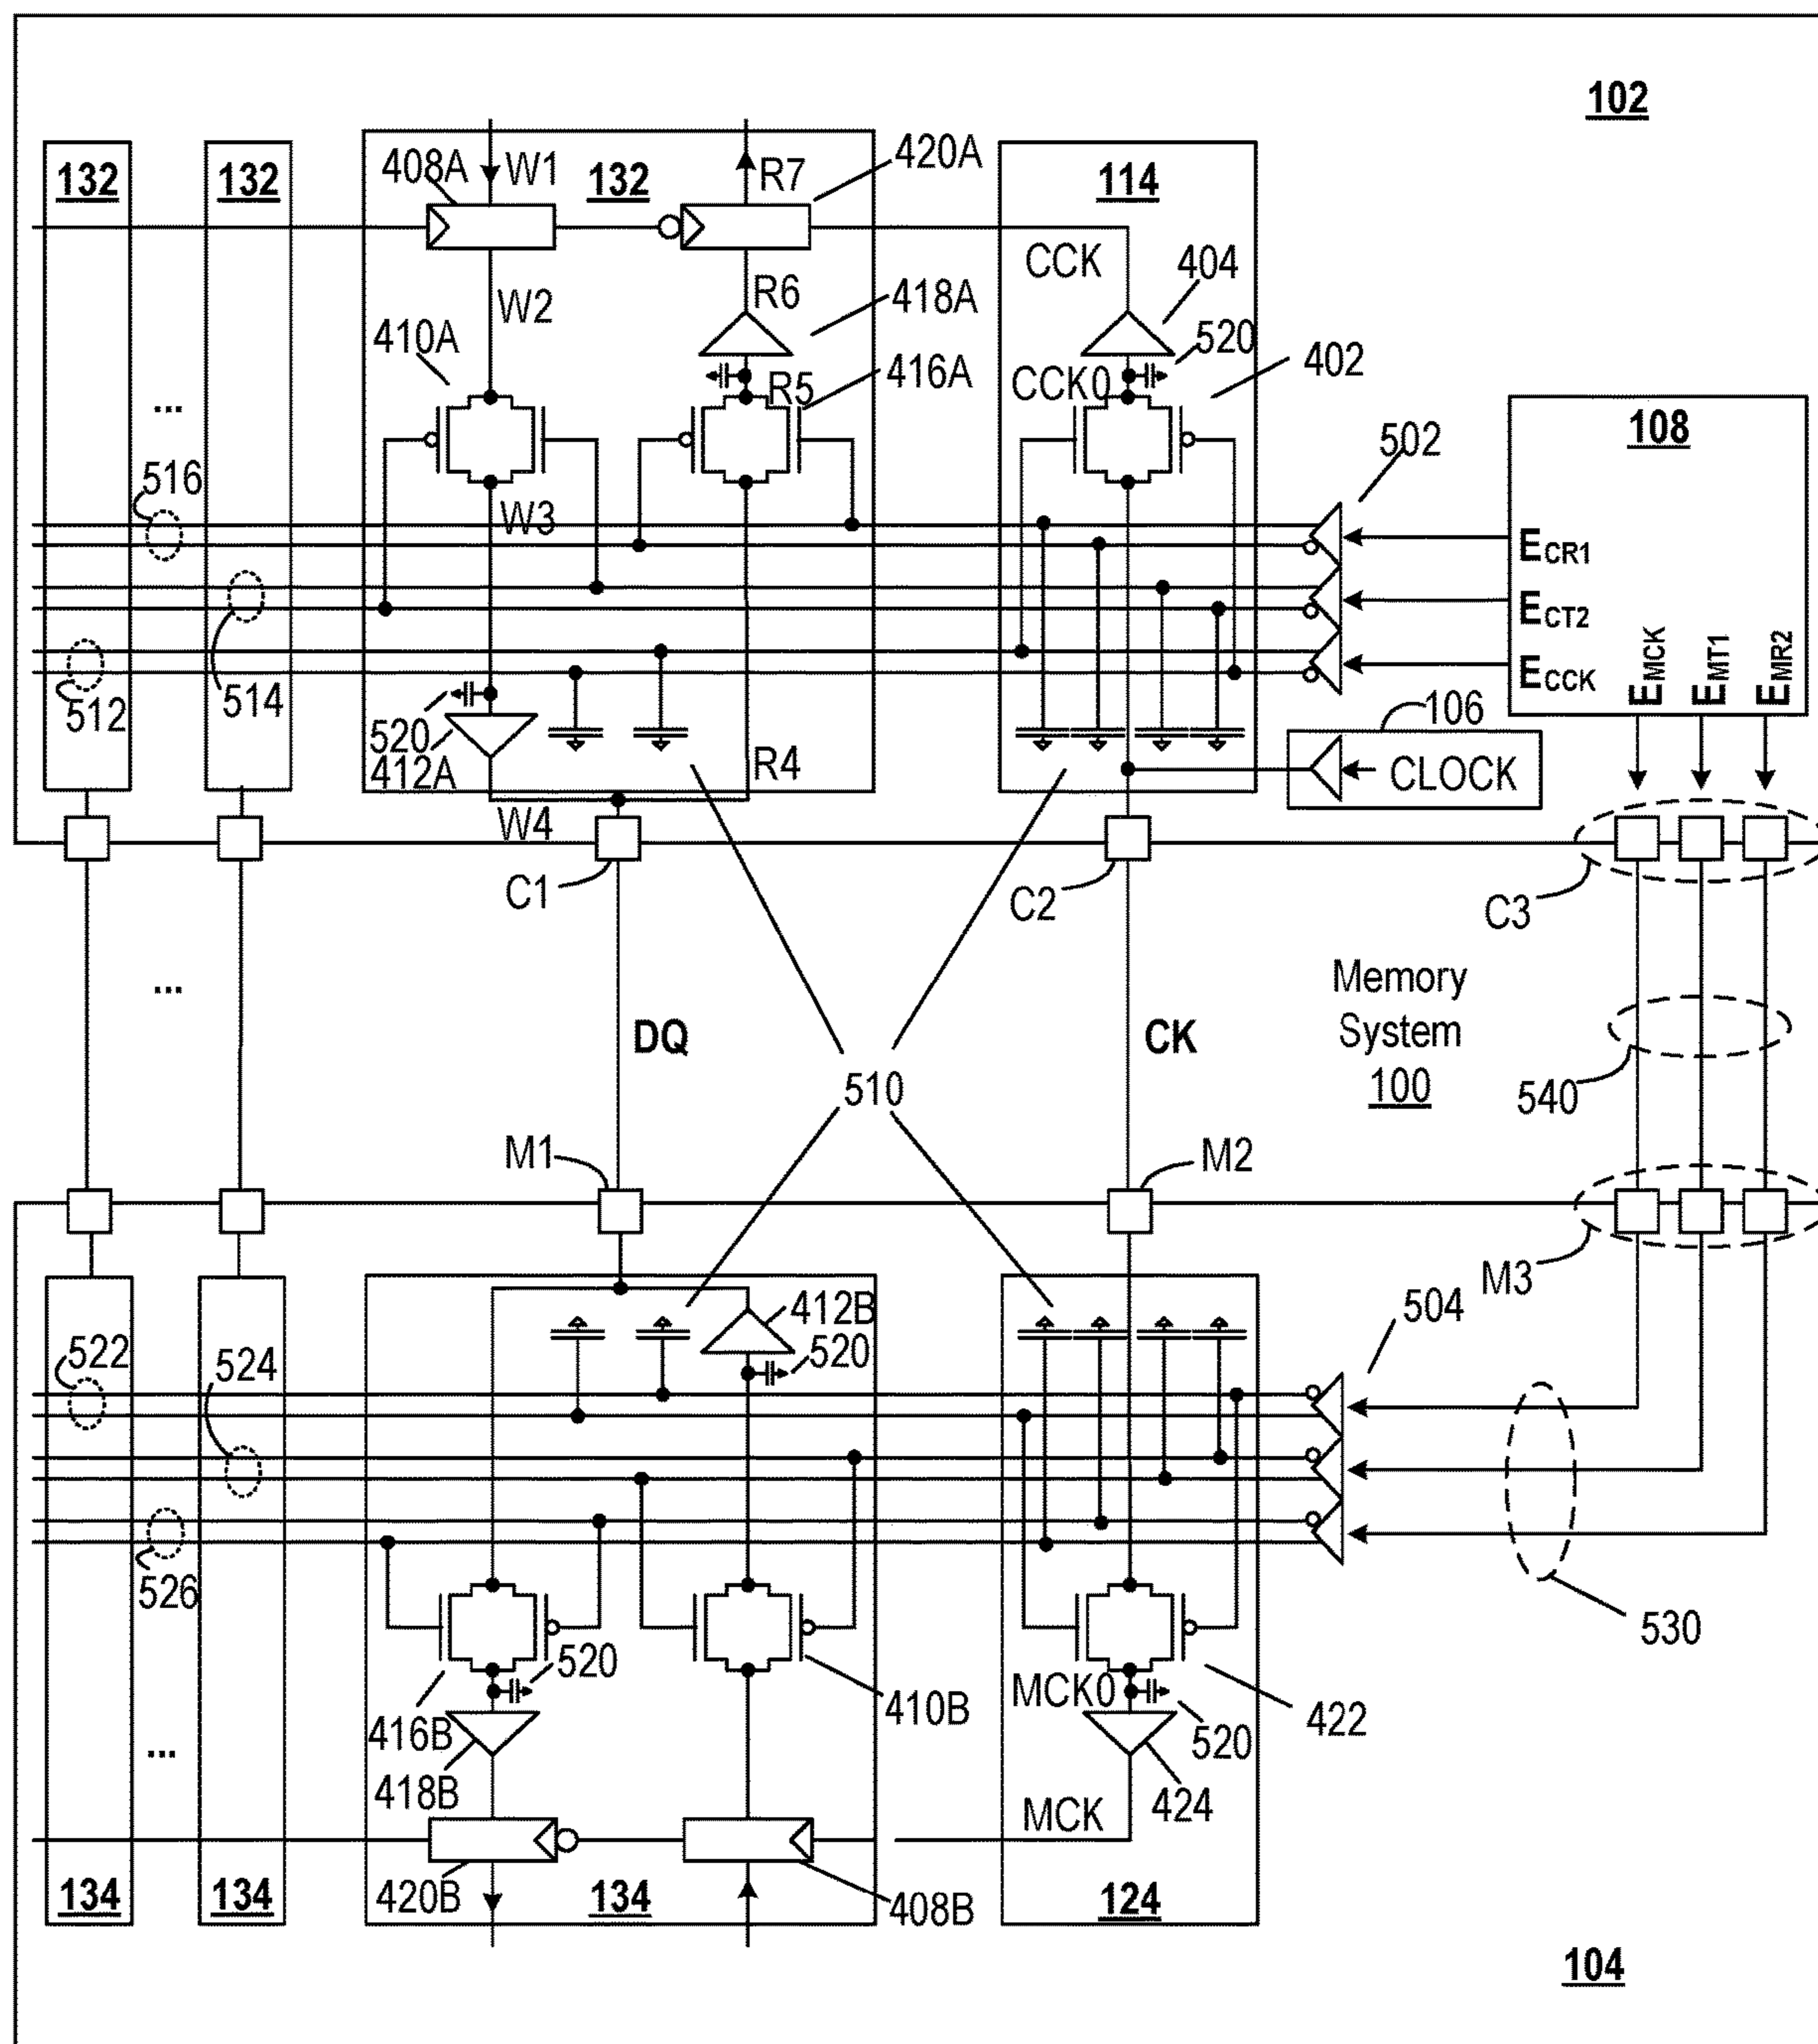 102
132
132
408A
W1
132
R7
420A
114
CCK
404
W2
R6
418A
410A
520
CCK0
402
R5
416A
...
108
502
516
W3
ECR1
ECT2
ECCK
EMCK
EMT1
EMR2
512
514
520
412A
R4
106
CLOCK
W4
C1
C2
C3
...
DQ
CK
Memory
System
100
510
540
M1
M2
M3
504
412B
522
524
520
526
530
520
MCK0
410B
422
416B
520
...
418B
424
MCK
134
134
420B
134
408B
124
104